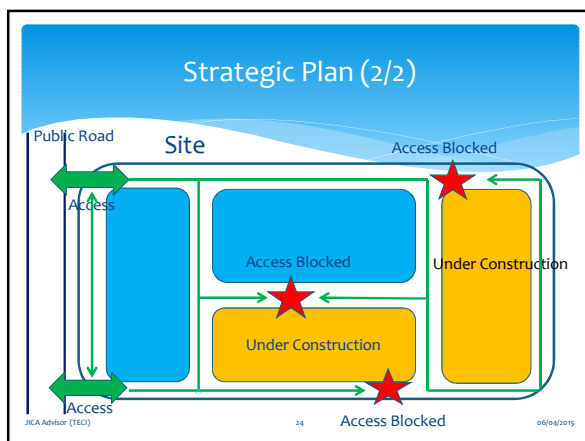 Strategic Plan (2/2)
Public Road
Site
Access Blocked
Access
Access Blocked
Under Construction
Under Construction
Access
Access Blocked
JICA Advisor (TECI)
24
06/04/2015